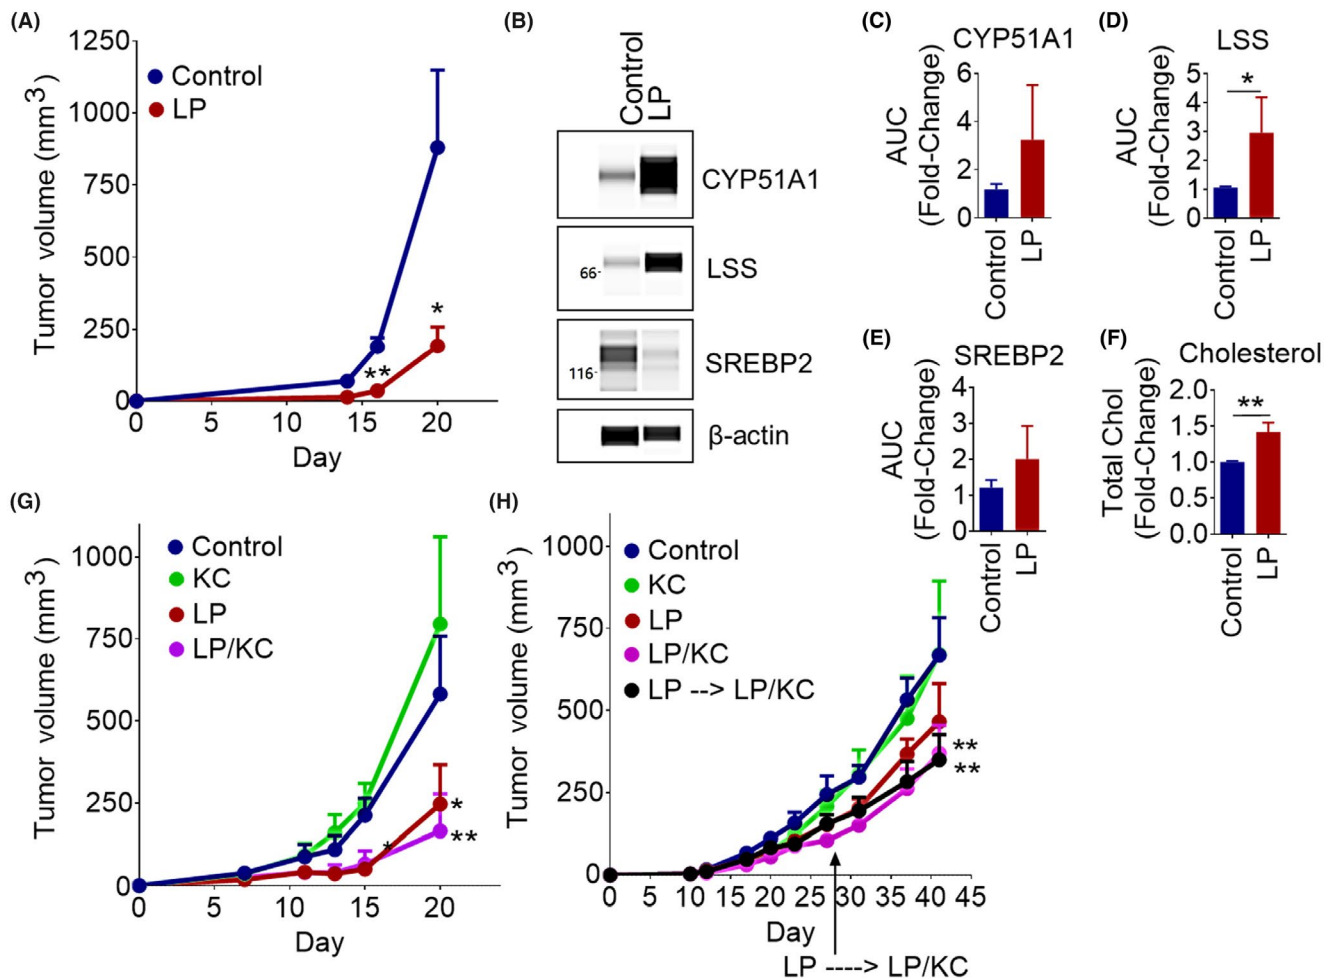 (A)
1250
1000
750
500
250
0
Tumor volume (mm3)
Control
LP
**
*
0 5 10 15 20
Day
(B)
Control
LP
CYP51A1
66-
LSS
116-
SREBP2
β-actin
(C)
CYP51A1
6
4
2
0
AUC
(Fold-Change)
Control
LP
(D)
LSS
5
4
3
2
1
0
AUC
(Fold-Change)
*
Control
LP
(E)
SREBP2
4
3
2
1
0
AUC
(Fold-Change)
Control
LP
(F)
Cholesterol
2.0
1.5
1.0
0.5
0.0
Total Chol
(Fold-Change)
**
Control
LP
(G)
1000
750
500
250
0
Tumor volume (mm3)
Control
KC
LP
LP/KC
*
*
**
0 5 10 15 20
Day
(H)
1000
750
500
250
0
Tumor volume (mm3)
Control
KC
LP
LP/KC
LP --> LP/KC
**
**
0 5 10 15 20 25 30 35 40 45
Day
LP ----> LP/KC